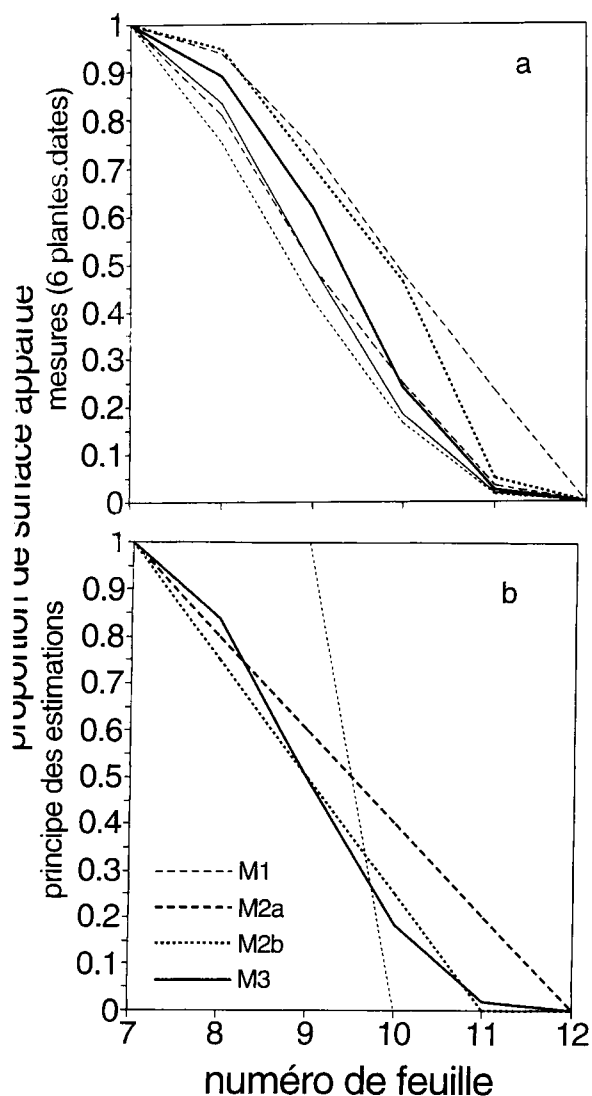 proportion de surface apparue
mesures (6 plantes.dates)
1
0.9
0.8
0.7
0.6
0.5
0.4
0.3
0.2
0.1
0
a
principe des estimations
1
0.9
0.8
0.7
0.6
0.5
0.4
0.3
0.2
0.1
0
b
M1
M2a
M2b
M3
7 8 9 10 11 12
numéro de feuille